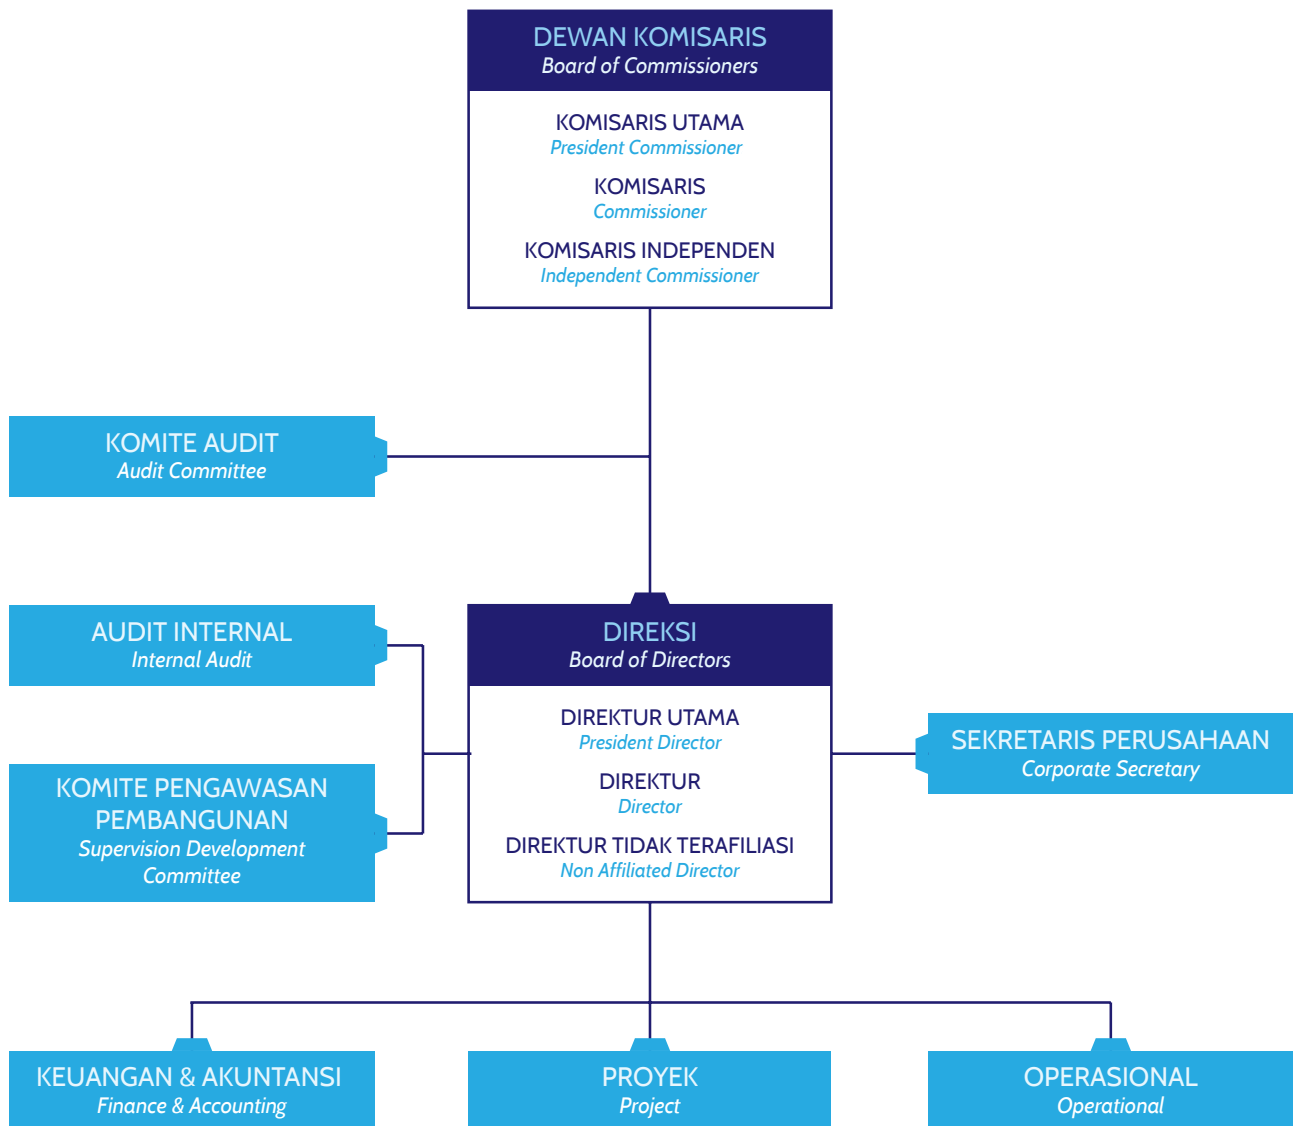 DEWAN KOMISARIS
Board of Commissioners
KOMISARIS UTAMA
President Commissioner
KOMISARIS
Commissioner
KOMISARIS INDEPENDEN
Independent Commissioner
KOMITE AUDIT
Audit Committee
AUDIT INTERNAL
Internal Audit
KOMITE PENGAWASAN
PEMBANGUNAN
Supervision Development
Committee
DIREKSI
Board of Directors
DIREKTUR UTAMA
President Director
DIREKTUR
Director
DIREKTUR TIDAK TERAFILIASI
Non Affiliated Director
SEKRETARIS PERUSAHAAN
Corporate Secretary
KEUANGAN & AKUNTANSI
Finance & Accounting
PROYEK
Project
OPERASIONAL
Operational